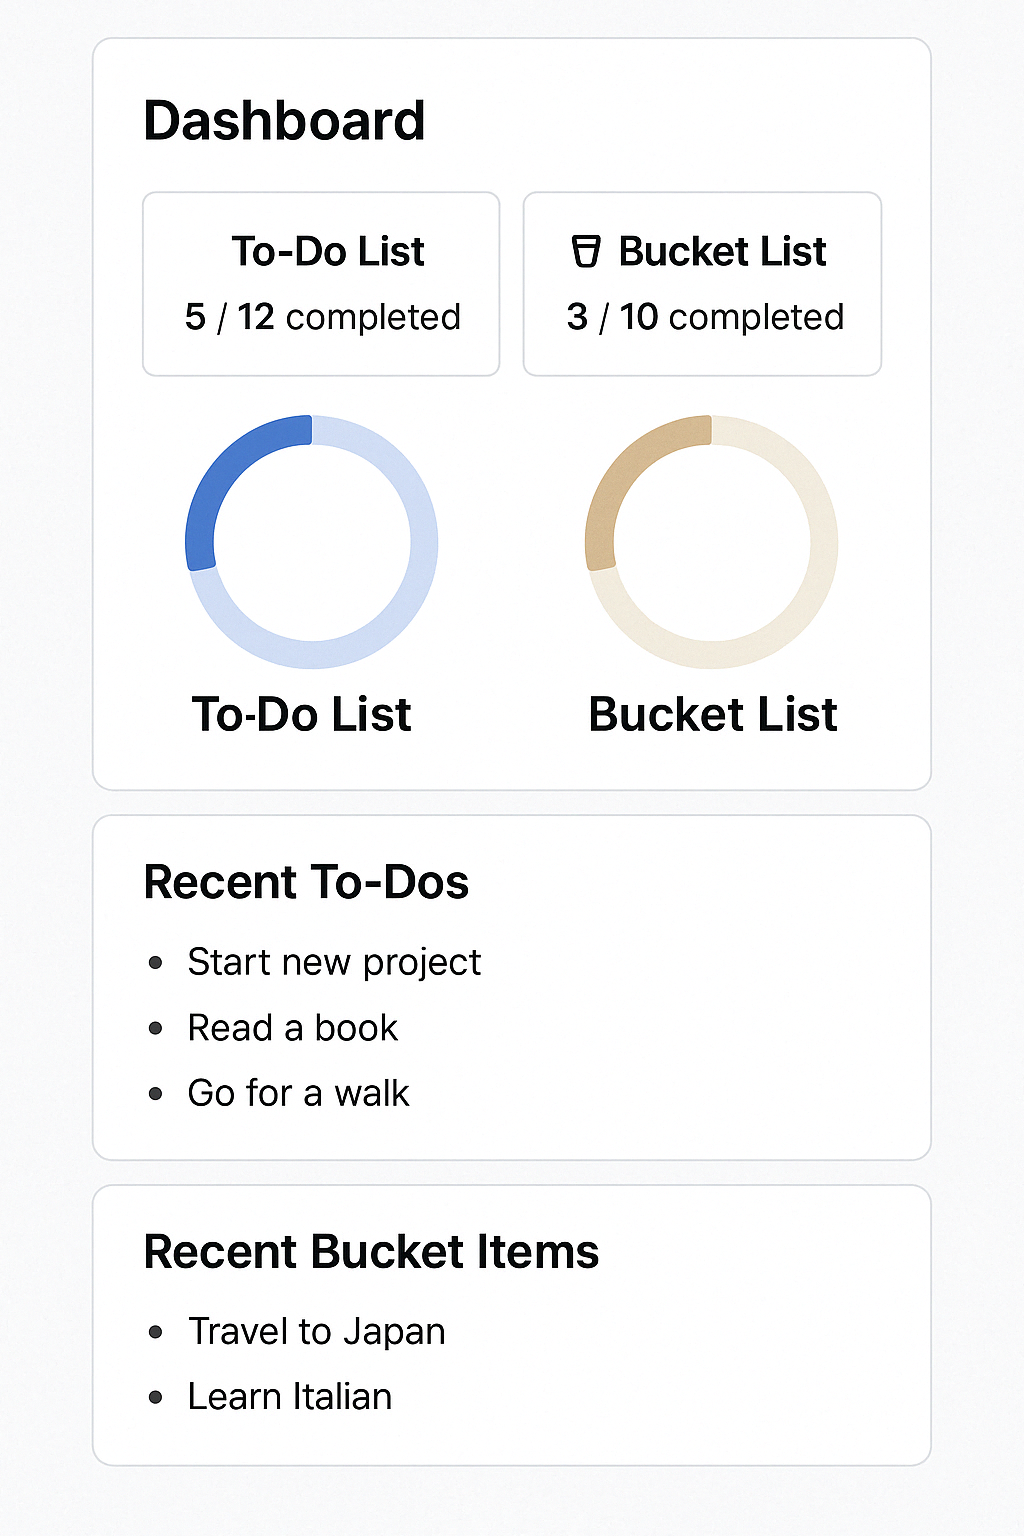 Dashboard
To-Do List
5 / 12 completed
Bucket List
3 / 10 completed
To-Do List
Bucket List
Recent To-Dos
• Start new project
• Read a book
• Go for a walk
Recent Bucket Items
• Travel to Japan
• Learn Italian